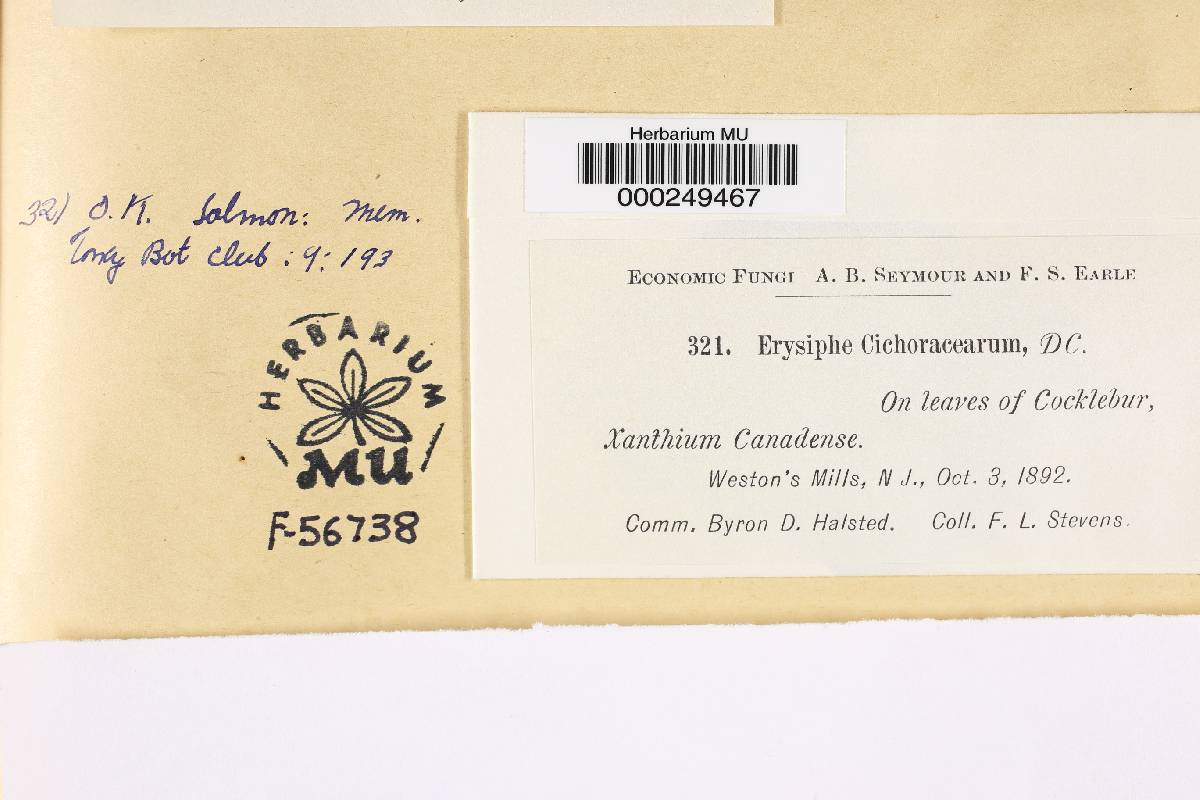 Herbarium MU
000249467
321) O.K. Salmon: Mem.
Torrey Bot Club : 9: 193
ECONOMIC FUNGI A. B. SEYMOUR AND F. S. EARLE
321. Erysiphe Cichoracearum, DC.
On leaves of Cocklebur,
Xanthium Canadense.
Weston's Mills, N J., Oct. 3, 1892.
Comm. Byron D. Halsted. Coll. F. L. Stevens.
HERBARIUM
MU
F-56738